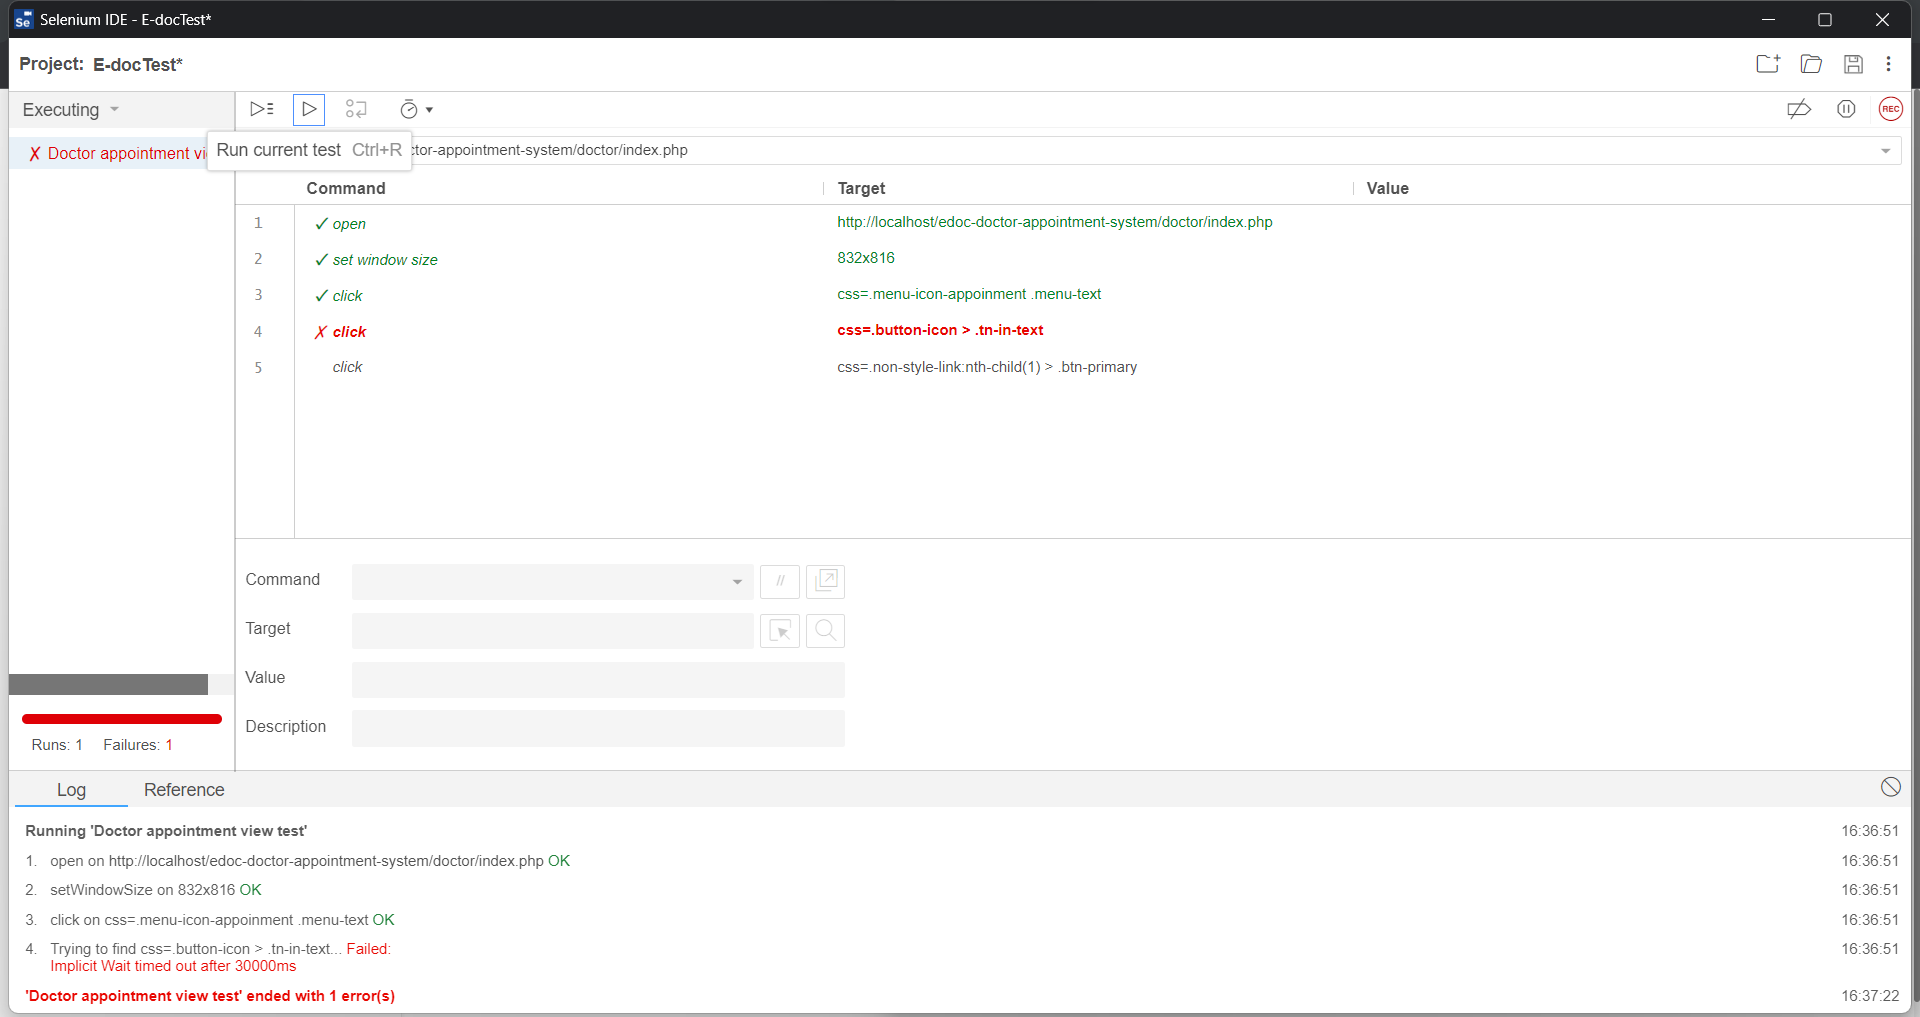 Selenium IDE - E-docTest*
Project: E-docTest*
Executing
REC
Doctor appointment vi
Run current test Ctrl+R
ctor-appointment-system/doctor/index.php
Command Target Value
1 ✓ open http://localhost/edoc-doctor-appointment-system/doctor/index.php
2 ✓ set window size 832x816
3 ✓ click css=.menu-icon-appoinment .menu-text
4 ✗ click css=.button-icon > .tn-in-text
5 click css=.non-style-link:nth-child(1) > .btn-primary
Command //
Target
Value
Description
Runs: 1 Failures: 1
Log Reference
Running 'Doctor appointment view test' 16:36:51
1. open on http://localhost/edoc-doctor-appointment-system/doctor/index.php OK 16:36:51
2. setWindowSize on 832x816 OK 16:36:51
3. click on css=.menu-icon-appoinment .menu-text OK 16:36:51
4. Trying to find css=.button-icon > .tn-in-text... Failed: 16:36:51
Implicit Wait timed out after 30000ms
'Doctor appointment view test' ended with 1 error(s) 16:37:22